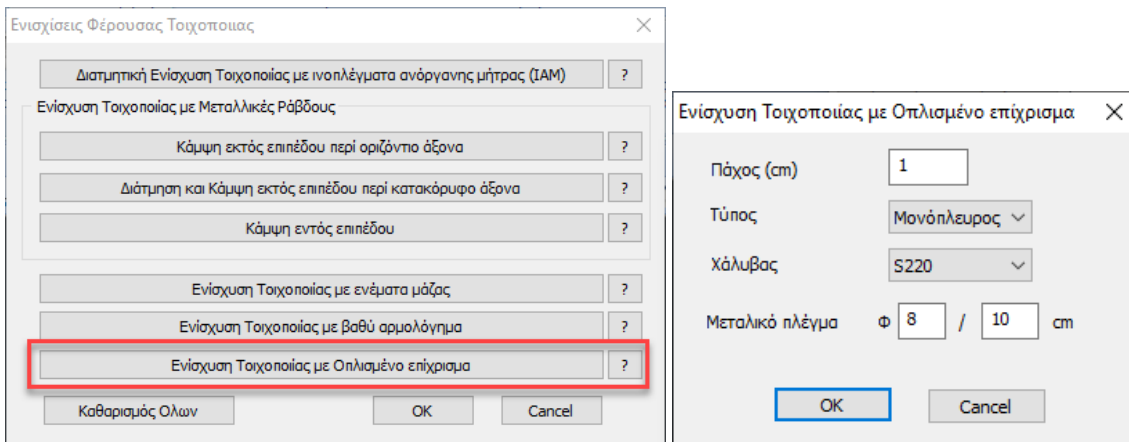 Ενισχίσεις Φέρουσας Τοιχοποιιας
Διατμητική Ενίσχυση Τοιχοποιίας με ινοπλέγματα ανόργανης μήτρας (ΙΑΜ) ?
Ενίσχυση Τοιχοποιίας με Μεταλλικές Ράβδους
Κάμψη εκτός επιπέδου περί οριζόντιο άξονα ?
Διάτμηση και Κάμψη εκτός επιπέδου περί κατακόρυφο άξονα ?
Κάμψη εντός επιπέδου ?
Ενίσχυση Τοιχοποιίας με ενέματα μάζας ?
Ενίσχυση Τοιχοποιίας με βαθύ αρμολόγημα ?
Ενίσχυση Τοιχοποιίας με Οπλισμένο επίχρισμα ?
Καθαρισμός Ολων OK Cancel
Ενίσχυση Τοιχοποιίας με Οπλισμένο επίχρισμα
Πάχος (cm) 1
Τύπος Μονόπλευρος
Χάλυβας S220
Μεταλικό πλέγμα Φ 8 / 10 cm
OK Cancel